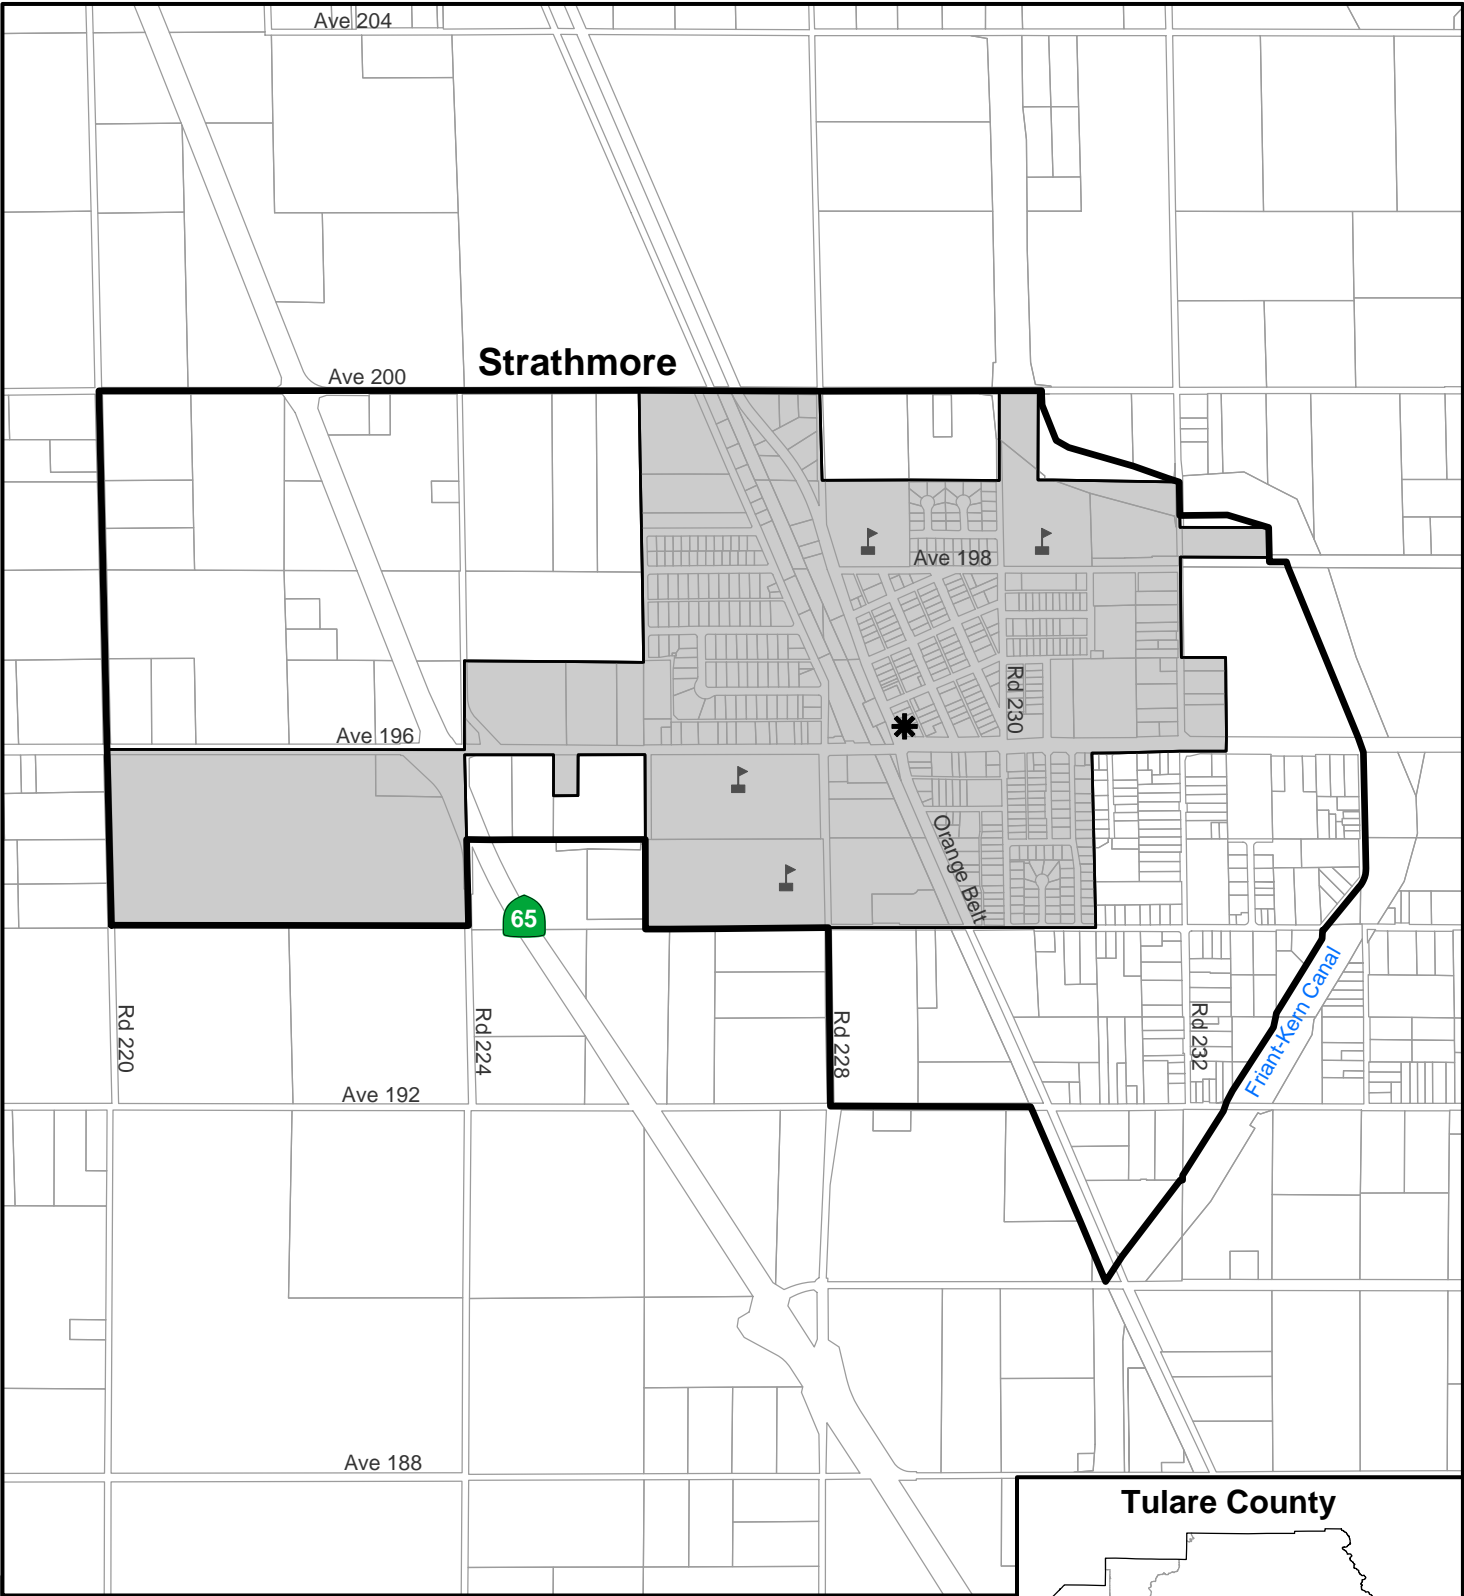 Ave 204
Strathmore
Ave 200
Ave 198
Rd 230
Ave 196
Orange Belt
65
Friant-Kern Canal
Rd 220
Rd 224
Rd 228
Rd 232
Ave 192
Ave 188
Tulare County